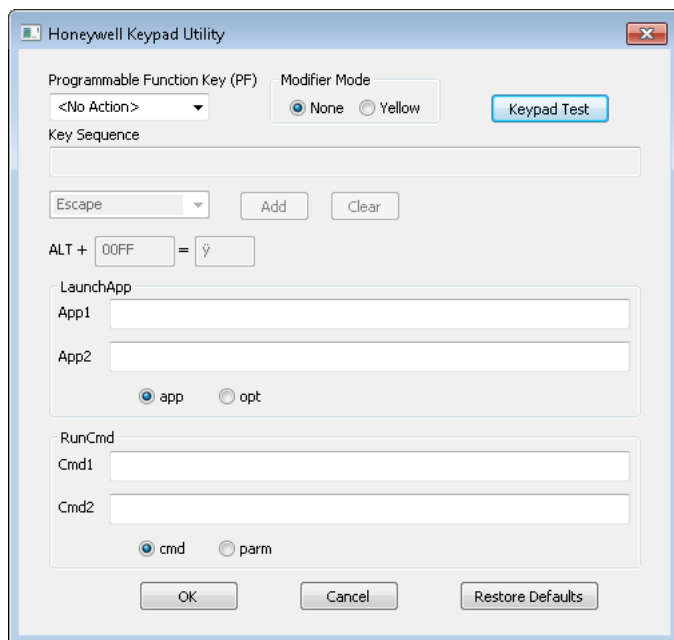 Honeywell Keypad Utility
Programmable Function Key (PF)
Modifier Mode
<No Action>
None Yellow
Keypad Test
Key Sequence
Escape Add Clear
ALT + 00FF = ÿ
LaunchApp
App1
App2
app opt
RunCmd
Cmd1
Cmd2
cmd parm
OK Cancel Restore Defaults